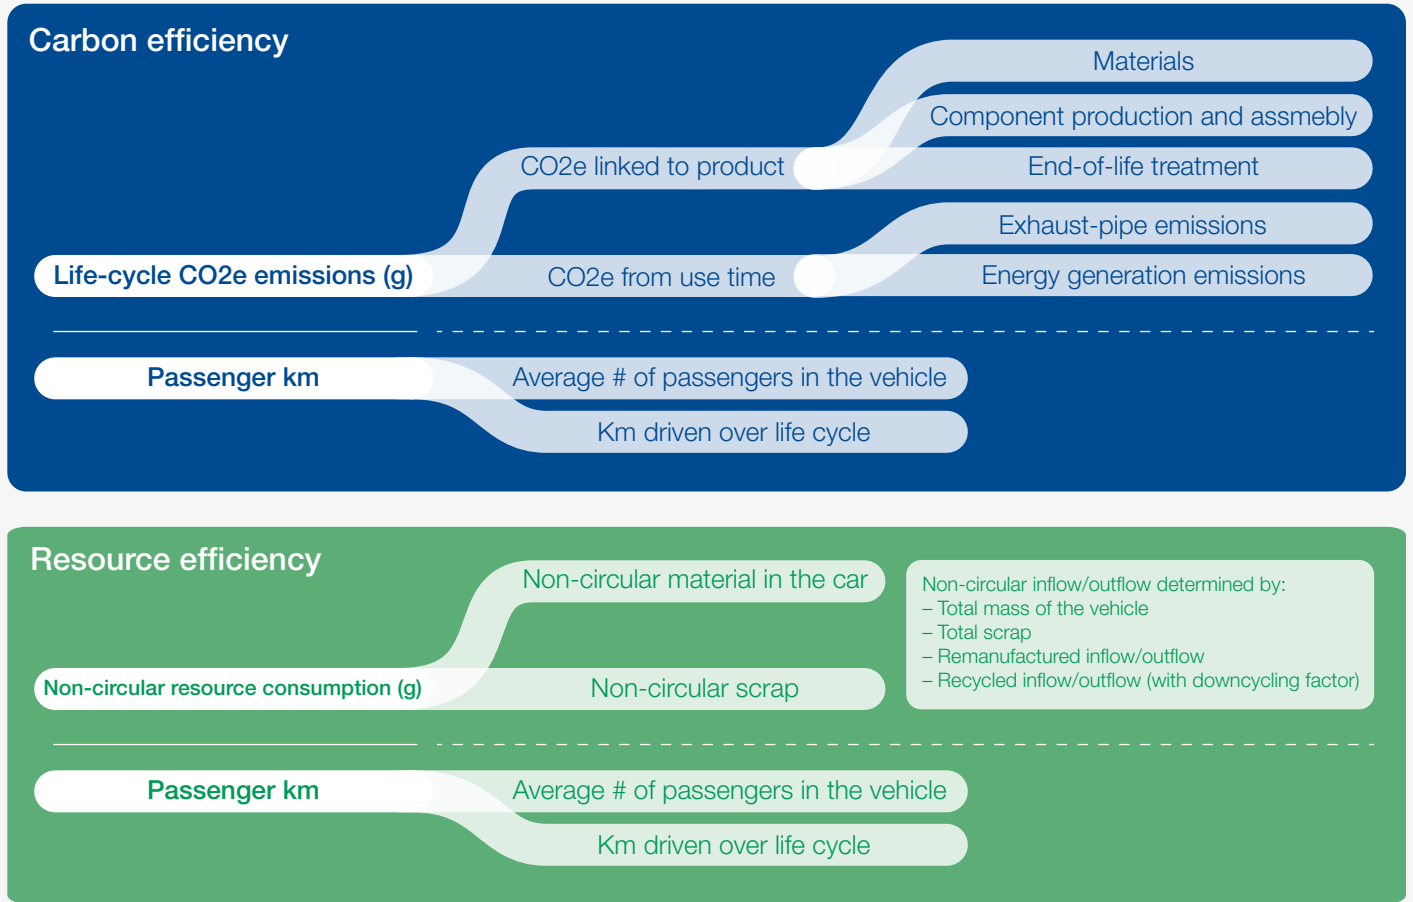 Carbon efficiency
Materials
Component production and assmebly
CO2e linked to product
End-of-life treatment
Exhaust-pipe emissions
Life-cycle CO2e emissions (g)
CO2e from use time
Energy generation emissions
Passenger km
Average # of passengers in the vehicle
Km driven over life cycle
Resource efficiency
Non-circular material in the car
Non-circular inflow/outflow determined by:
– Total mass of the vehicle
– Total scrap
– Remanufactured inflow/outflow
– Recycled inflow/outflow (with downcycling factor)
Non-circular resource consumption (g)
Non-circular scrap
Passenger km
Average # of passengers in the vehicle
Km driven over life cycle